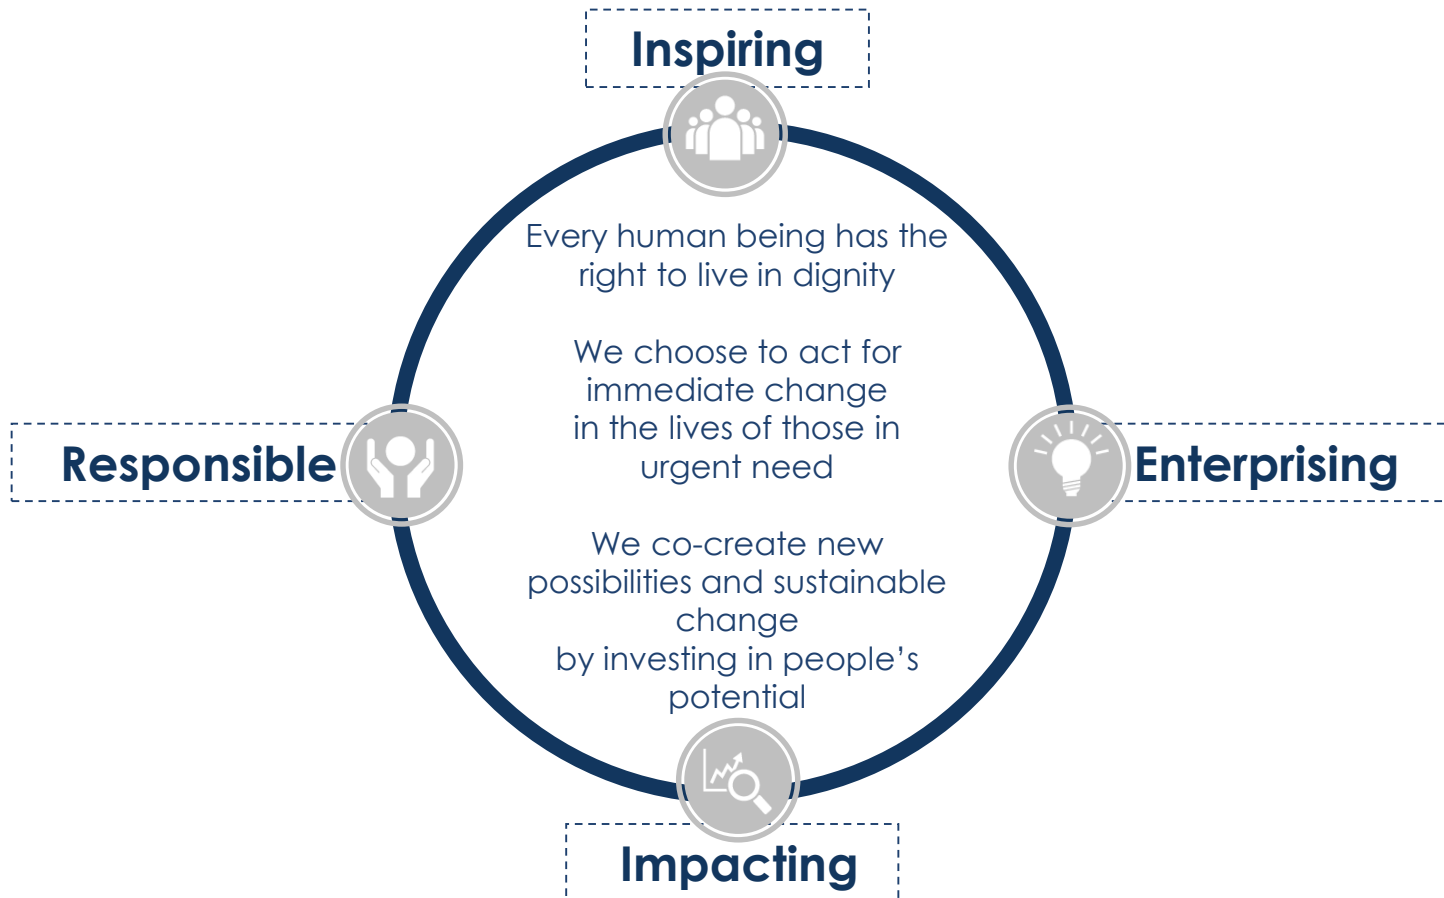 Inspiring
Every human being has the
right to live in dignity
We choose to act for
immediate change
in the lives of those in
urgent need
Responsible
Enterprising
We co-create new
possibilities and sustainable
change
by investing in people’s
potential
Impacting